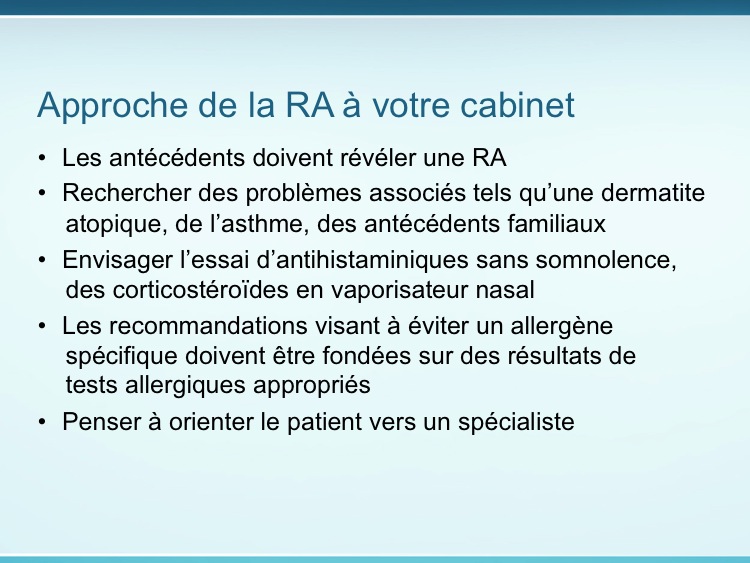 Approche de la RA à votre cabinet
• Les antécédents doivent révéler une RA
• Rechercher des problèmes associés tels qu’une dermatite
atopique, de l’asthme, des antécédents familiaux
• Envisager l’essai d’antihistaminiques sans somnolence,
des corticostéroïdes en vaporisateur nasal
• Les recommandations visant à éviter un allergène
spécifique doivent être fondées sur des résultats de
tests allergiques appropriés
• Penser à orienter le patient vers un spécialiste